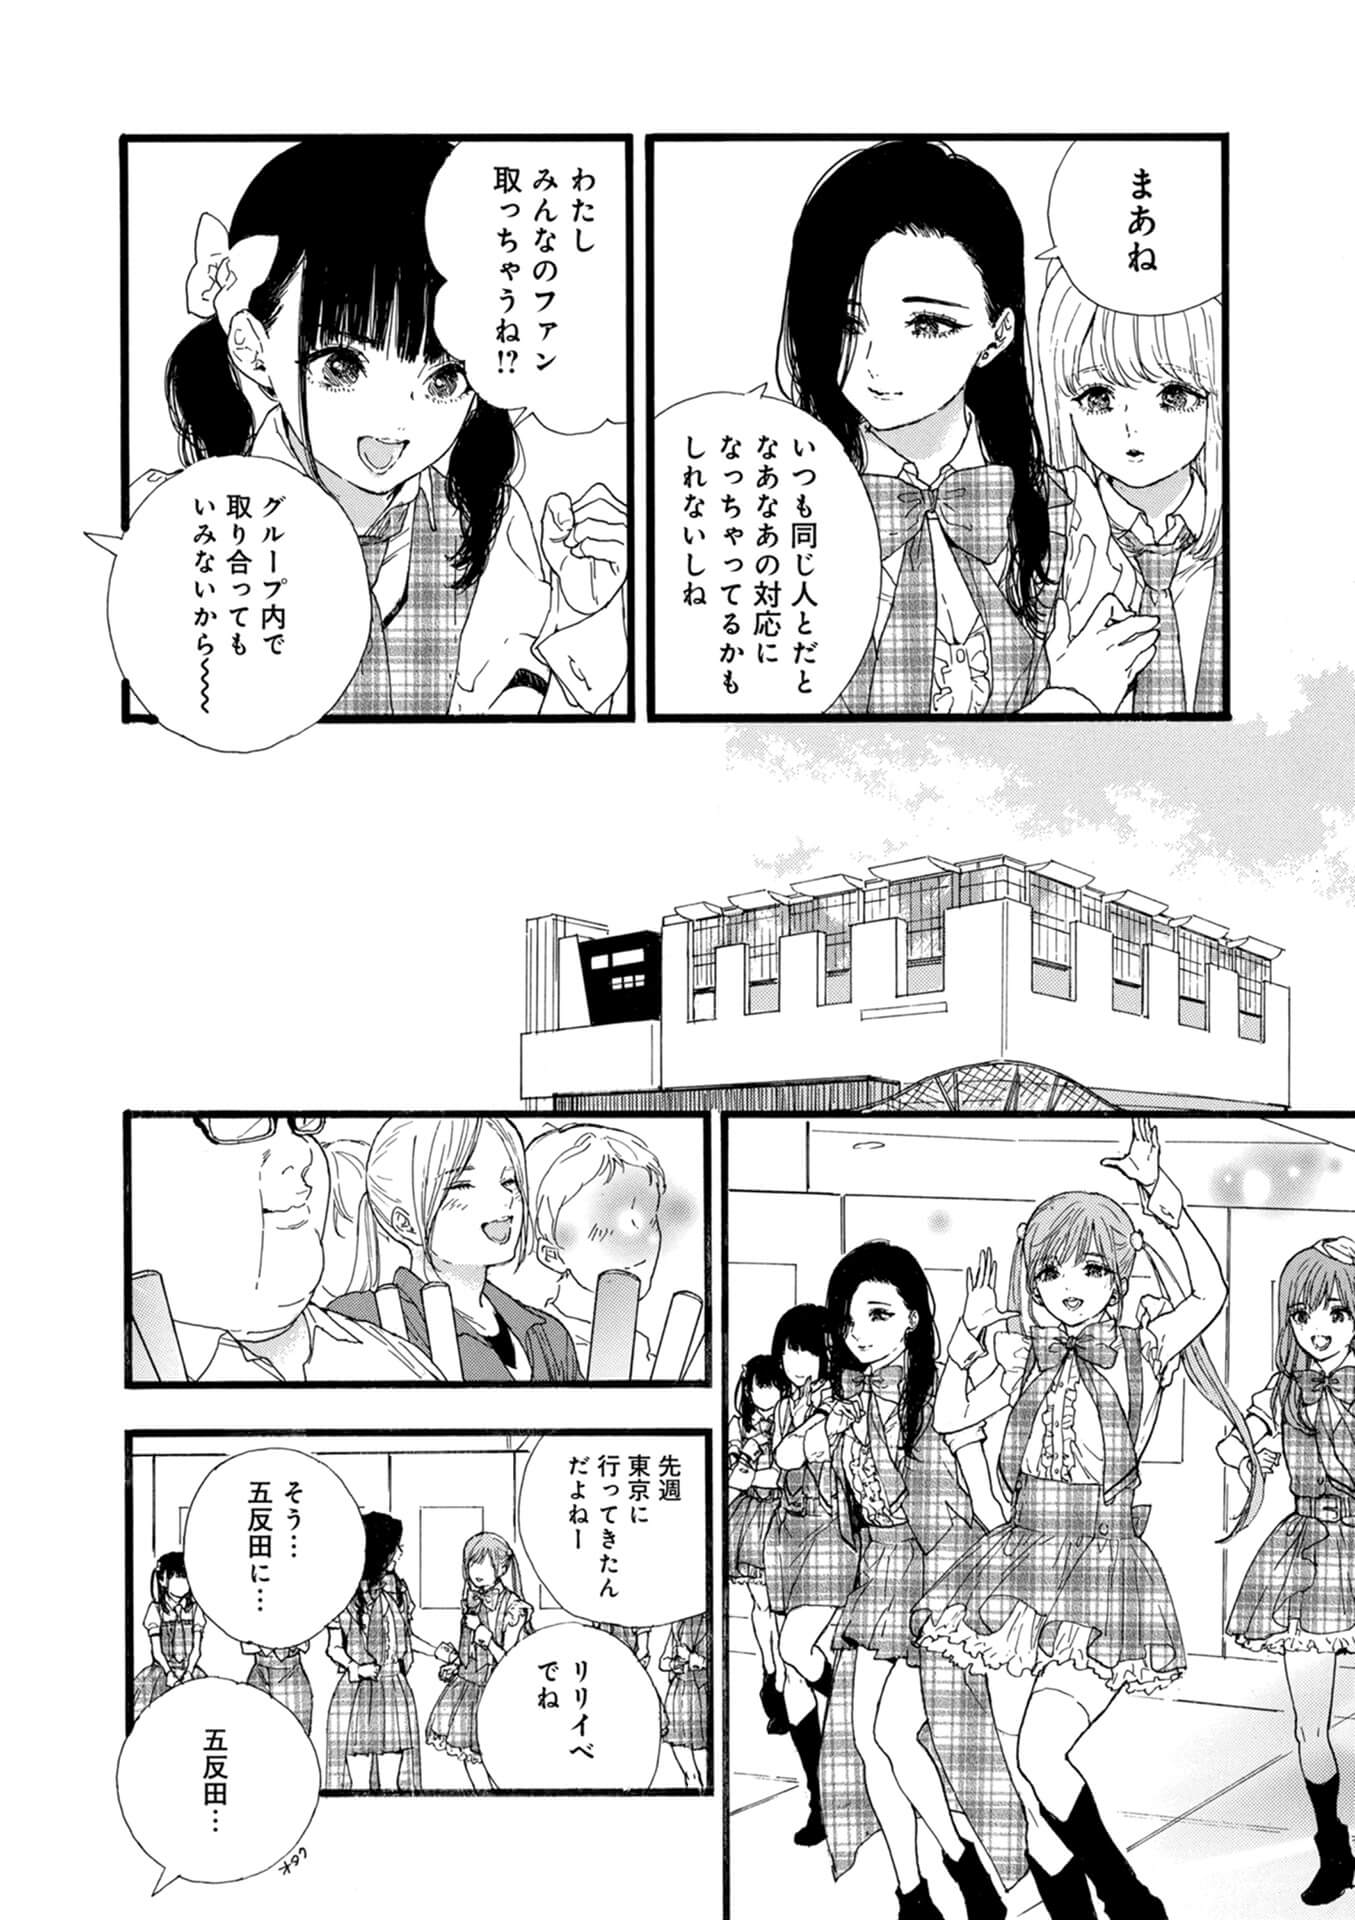 まあね
いつも同じ人とだと
なあなあの対応に
なっちゃってるかも
しれないしね
わたし
みんなのファン
取っちゃうね!?
グループ内で
取り合っても
いみないから〜〜〜
先週
東京に
行ってきたん
だよねー
リリイベ
でね
そう…
五反田に…
五反田…